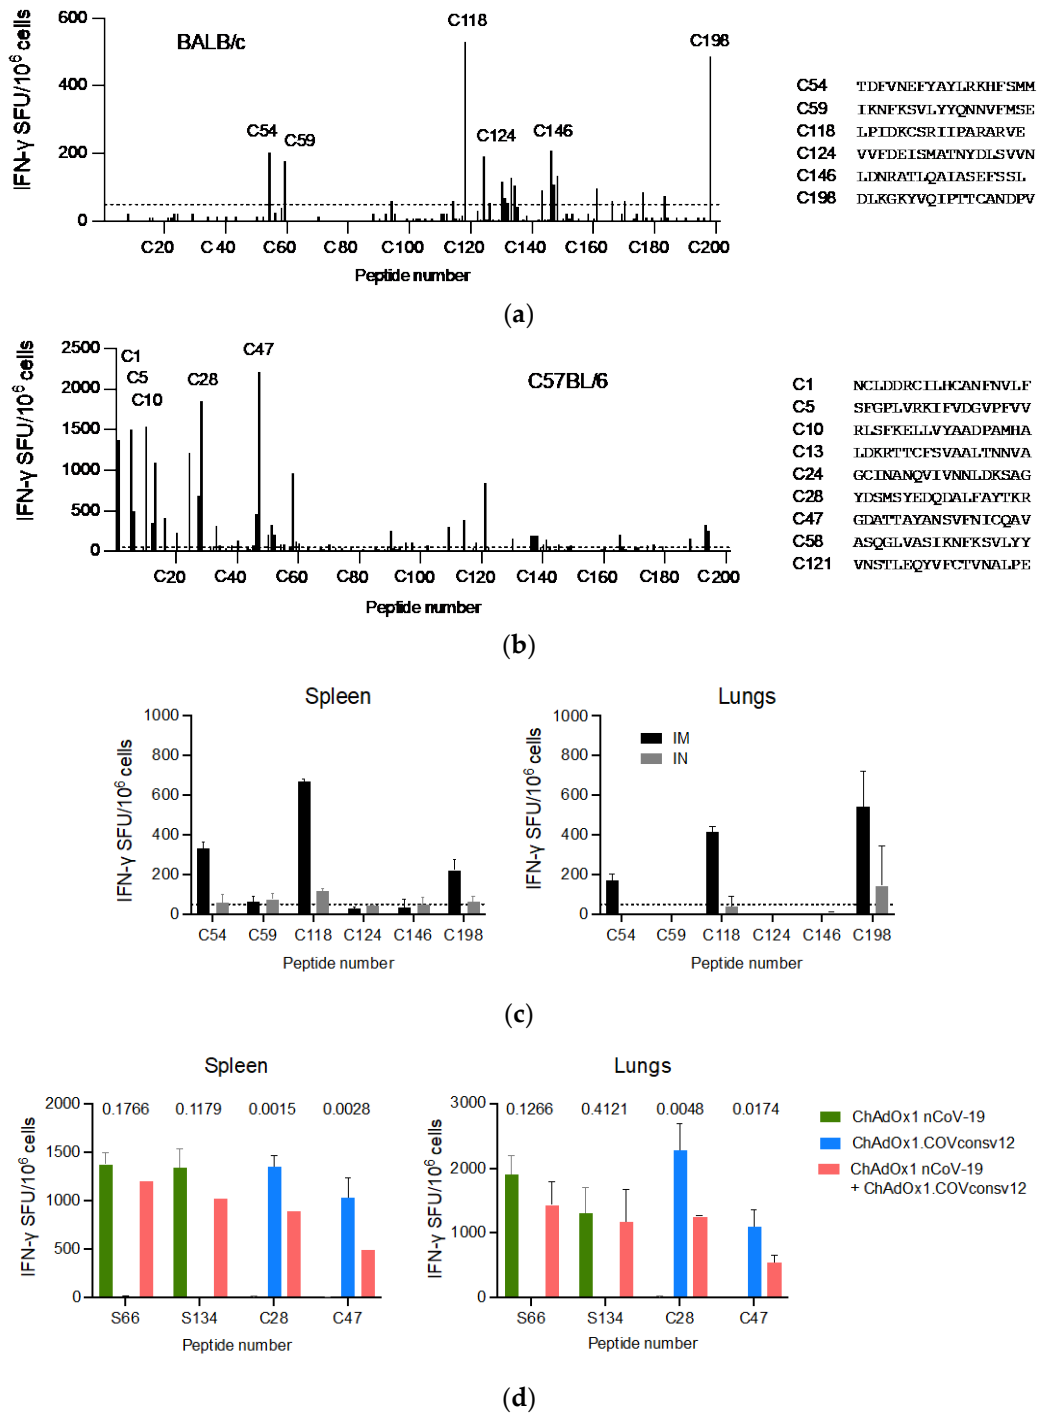 IFN-γ SFU/10⁶ cells
600
400
200
0
BALB/c
C54
C59
C118
C124
C146
C198
C20 C40 C60 C80 C100 C120 C140 C160 C180 C200
Peptide number
C54 TDFVNEFYAYLRKHFSMM
C59 IKNFKSVLYYQNNVFMSE
C118 LPIDKCSRIIPARARVE
C124 VVFDEISMATNYDLSVVN
C146 LDNRATLQAIASEFSSL
C198 DLKGKYVQIPTTCANDPV
(a)
IFN-γ SFU/10⁶ cells
2500
2000
1500
1000
500
0
C1
C5
C10
C28
C47
C57BL/6
C20 C40 C60 C80 C100 C120 C140 C160 C180 C200
Peptide number
C1 NCLDDRCILHCANFNVLF
C5 SFGPLVRKIFVDGVPFVV
C10 RLSFKELLVYAADPAMHA
C13 LDKRTTCFSVAALTNNVA
C24 GCINANQVIVNNLDKSAG
C28 YDSMSYEDQDALFAYTKR
C47 GDATTAYANSVFNICQAV
C58 ASQGLVASIKNFKSVLYY
C121 VNSTLEQYVFCTVNALPE
(b)
Spleen
IFN-γ SFU/10⁶ cells
1000
800
600
400
200
0
C54 C59 C118 C124 C146 C198
Peptide number
Lungs
IFN-γ SFU/10⁶ cells
1000
800
600
400
200
0
IM
IN
C54 C59 C118 C124 C146 C198
Peptide number
(c)
Spleen
IFN-γ SFU/10⁶ cells
2000
1500
1000
500
0
0.1766 0.1179 0.0015 0.0028
S66 S134 C28 C47
Peptide number
Lungs
IFN-γ SFU/10⁶ cells
3000
2000
1000
0
0.1266 0.4121 0.0048 0.0174
S66 S134 C28 C47
Peptide number
ChAdOx1 nCoV-19
ChAdOx1.COVconsv12
ChAdOx1 nCoV-19
+ ChAdOx1.COVconsv12
(d)